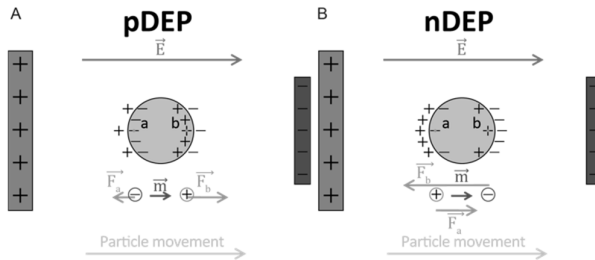 A
pDEP
E
+ + + + +
a b
Fa
m
Fb
Particle movement
B
nDEP
E
+ + + + +
a b
Fb
m
Fa
Particle movement